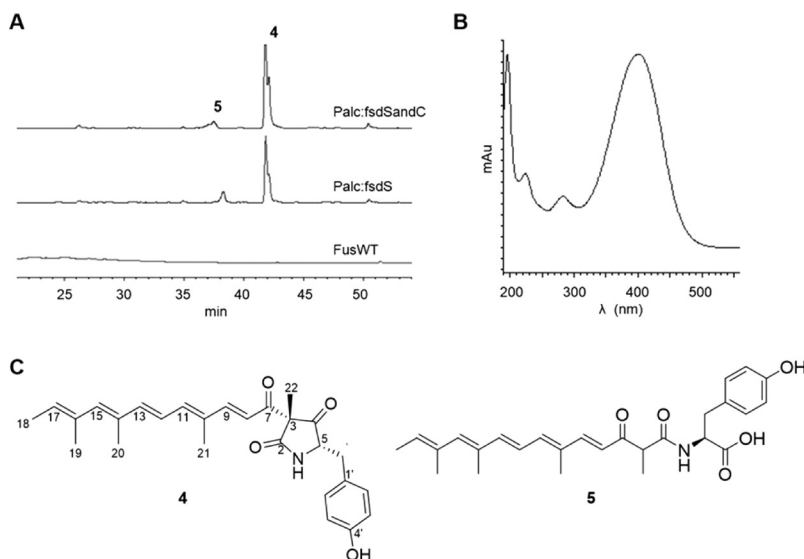 A
B
4
5
Palc:fsdSandC
Palc:fsdS
FusWT
25 30 35 40 45 50
min
mAu
200 300 400 500
λ (nm)
C
O 22 O
18 17 15 13 11 9 7 3 5
19 20 21 O 2 N H 1'
4'
OH
4
OH
O O
N H OH
O
5